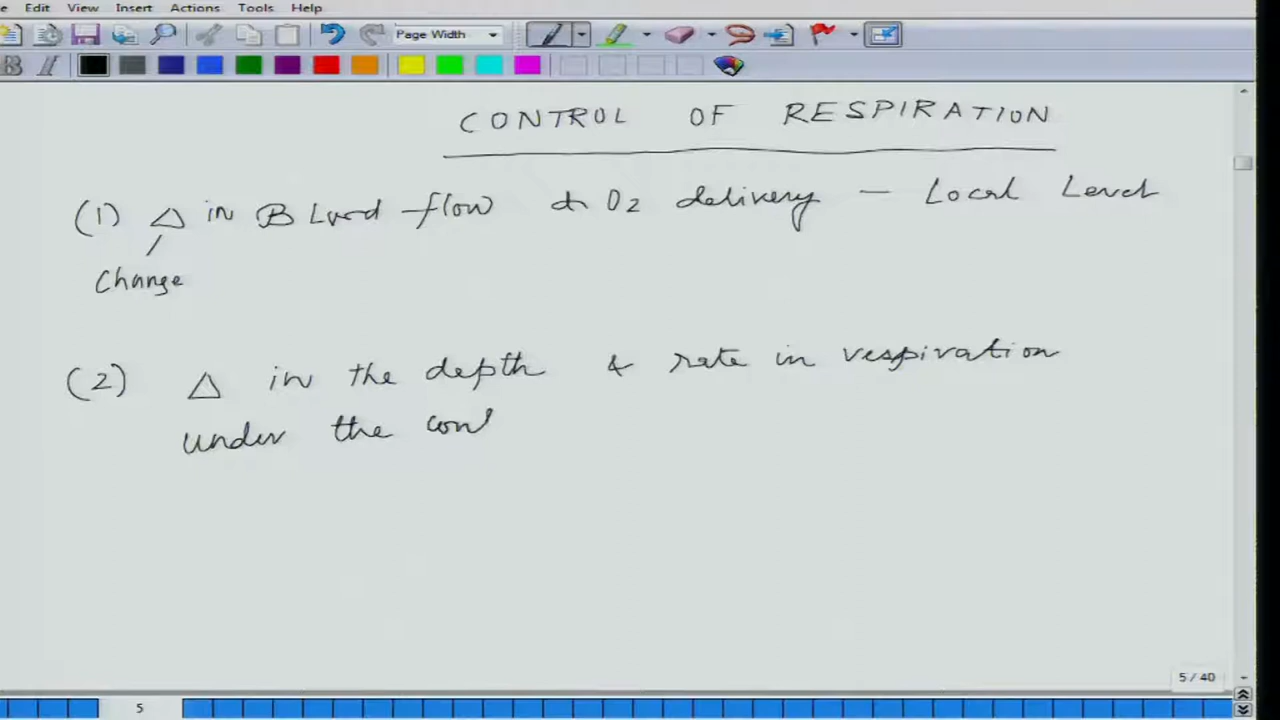 Edit View Insert Actions Tools Help
Page Width
CONTROL OF RESPIRATION
(1) Δ in Blood flow & O2 delivery — Local Level
Change
(2) Δ in the depth & rate in respiration
under the cont
5 / 40
5